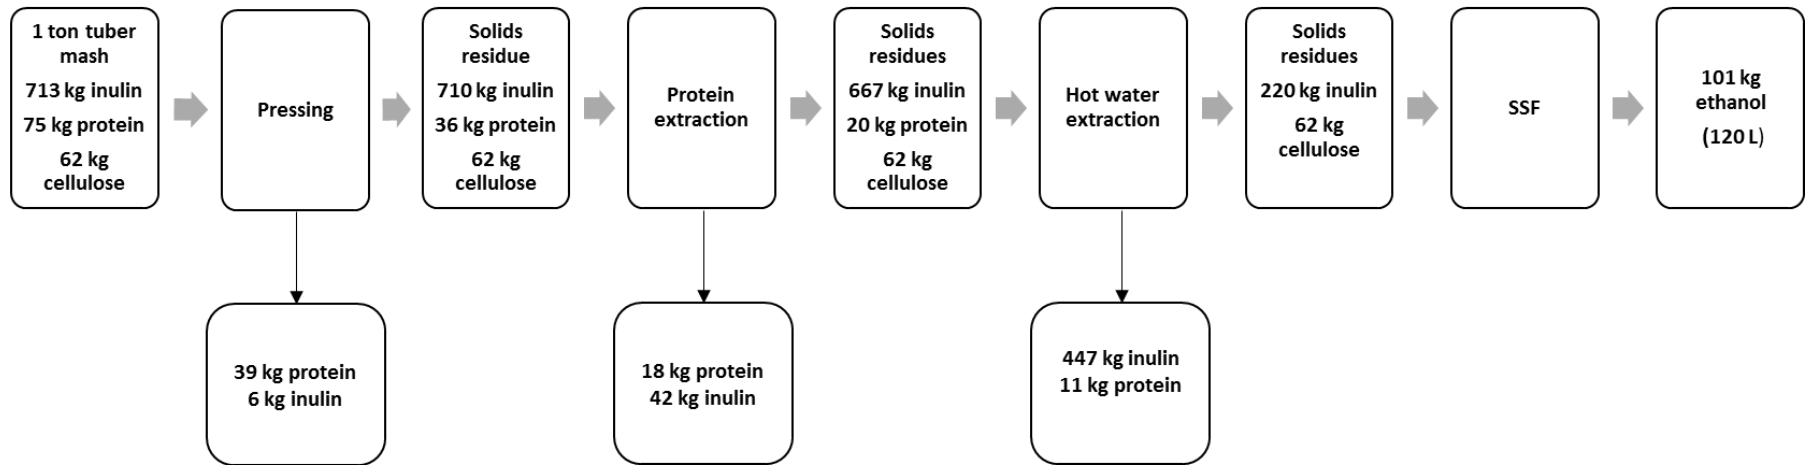 1 ton tuber
mash
713 kg inulin
75 kg protein
62 kg
cellulose
Pressing
Solids
residue
710 kg inulin
36 kg protein
62 kg
cellulose
Protein
extraction
Solids
residues
667 kg inulin
20 kg protein
62 kg
cellulose
Hot water
extraction
Solids
residues
220 kg inulin
62 kg
cellulose
SSF
101 kg
ethanol
(120 L)
39 kg protein
6 kg inulin
18 kg protein
42 kg inulin
447 kg inulin
11 kg protein